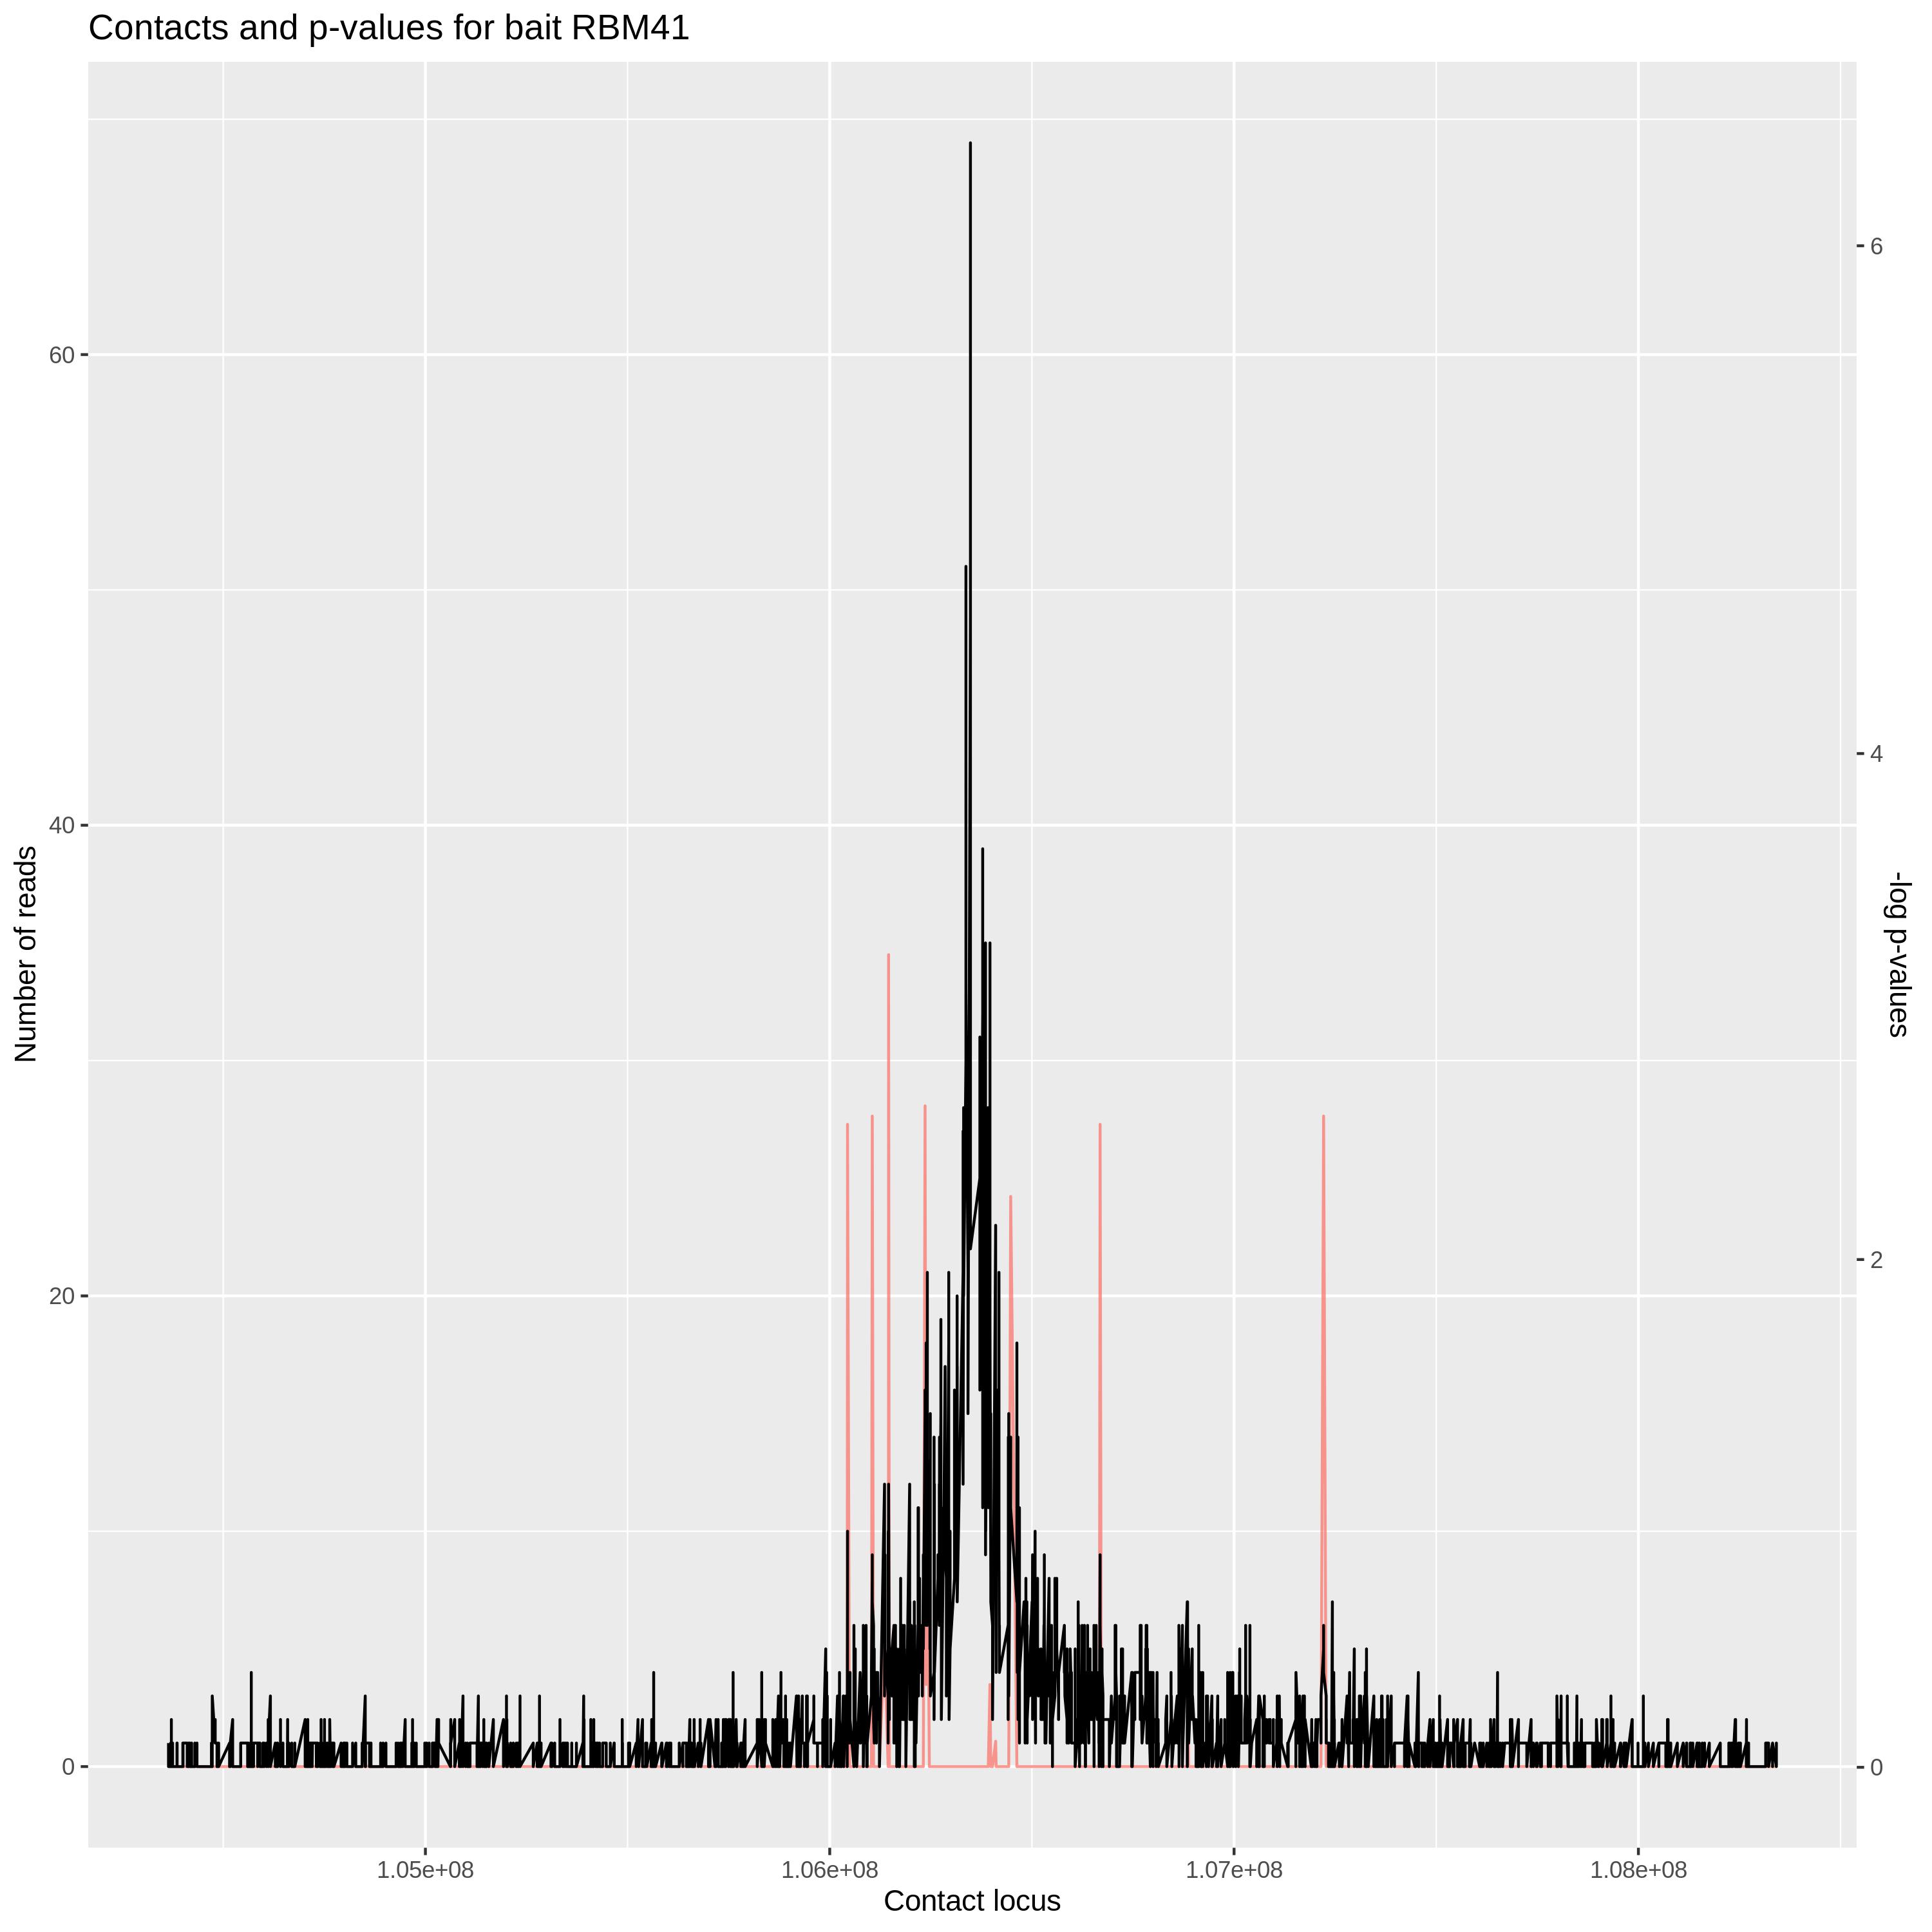 Contacts and p-values for bait RBM41
60
40
20
0
Number of reads
6
4
2
0
-log p-values
1.05e+08
1.06e+08
1.07e+08
1.08e+08
Contact locus